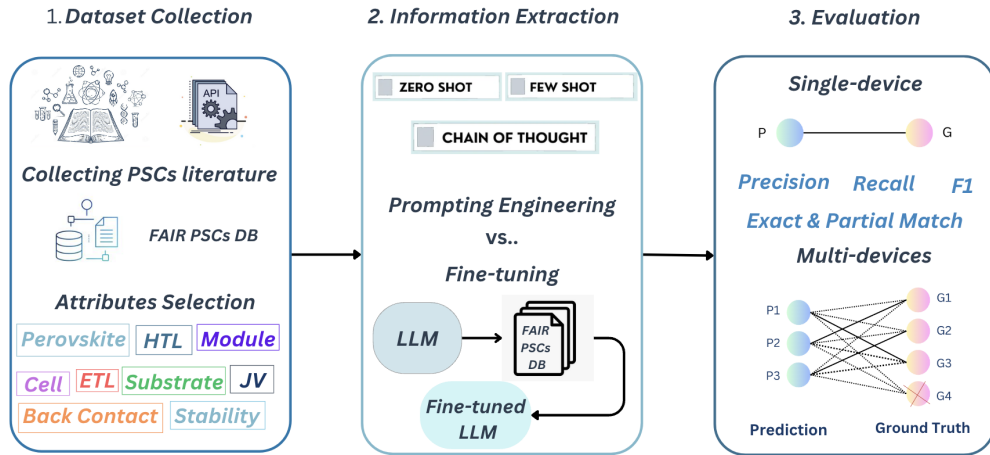 1. Dataset Collection
API
Collecting PSCs literature
FAIR PSCs DB
Attributes Selection
Perovskite HTL Module
Cell ETL Substrate JV
Back Contact Stability
2. Information Extraction
ZERO SHOT FEW SHOT
CHAIN OF THOUGHT
Prompting Engineering
vs..
Fine-tuning
LLM
FAIR
PSCs
DB
Fine-tuned
LLM
3. Evaluation
Single-device
P G
Precision Recall F1
Exact & Partial Match
Multi-devices
P1 G1
P2 G2
P3 G3
G4
Prediction Ground Truth